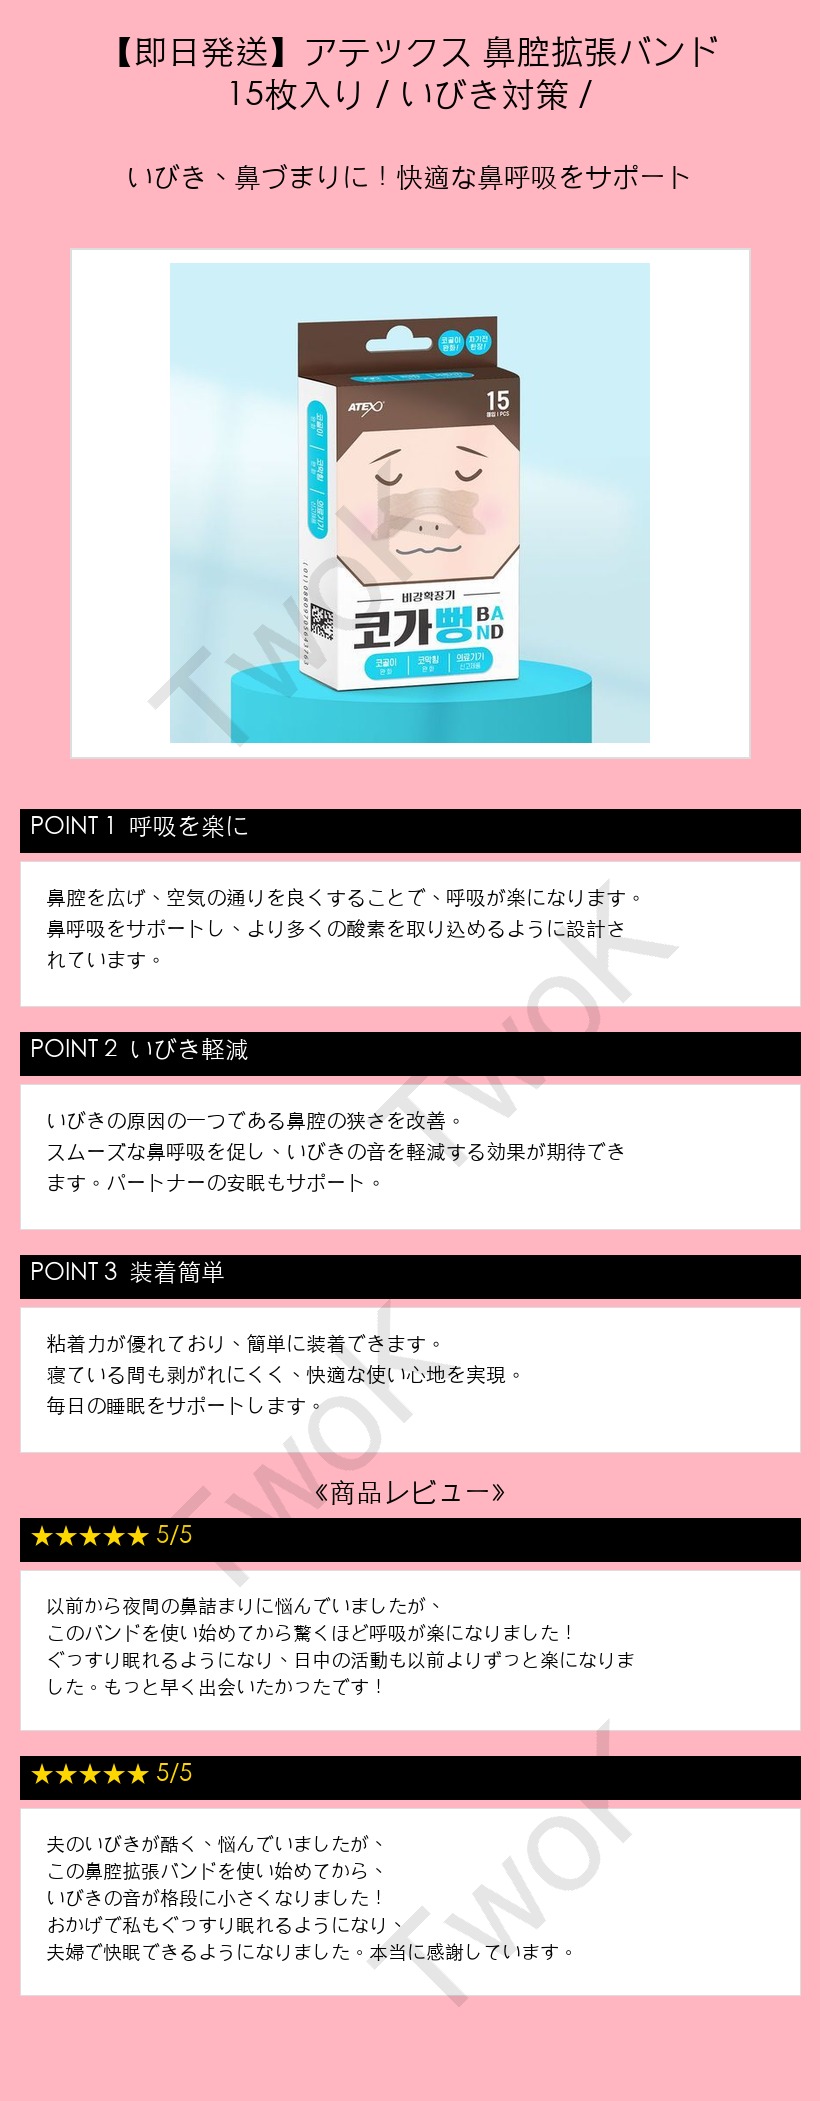 【即日発送】アテックス 鼻腔拡張バンド
15枚入り / いびき対策 /
いびき、鼻づまりに！快適な鼻呼吸をサポート
코골이 자기전
완화! 한장!
ATEX
15
매입 | PCS
코골이
완화
코막힘
완화
의료기기
신고제품
(01)08809705643163
비강확장기
코가뻥 BAND
코골이 코막힘 의료기기
완화 완화 신고제품
TwoK
POINT 1 呼吸を楽に
鼻腔を広げ、空気の通りを良くすることで、呼吸が楽になります。
鼻呼吸をサポートし、より多くの酸素を取り込めるように設計さ
れています。
TwoK
POINT 2 いびき軽減
いびきの原因の一つである鼻腔の狭さを改善。
スムーズな鼻呼吸を促し、いびきの音を軽減する効果が期待でき
ます。パートナーの安眠もサポート。
POINT 3 装着簡単
粘着力が優れており、簡単に装着できます。
寝ている間も剥がれにくく、快適な使い心地を実現。
毎日の睡眠をサポートします。
TwoK
《商品レビュー》
★★★★★ 5/5
以前から夜間の鼻詰まりに悩んでいましたが、
このバンドを使い始めてから驚くほど呼吸が楽になりました！
ぐっすり眠れるようになり、日中の活動も以前よりずっと楽になりま
した。もっと早く出会いたかったです！
★★★★★ 5/5
夫のいびきが酷く、悩んでいましたが、
この鼻腔拡張バンドを使い始めてから、
いびきの音が格段に小さくなりました！
おかげで私もぐっすり眠れるようになり、
夫婦で快眠できるようになりました。本当に感謝しています。
TwoK